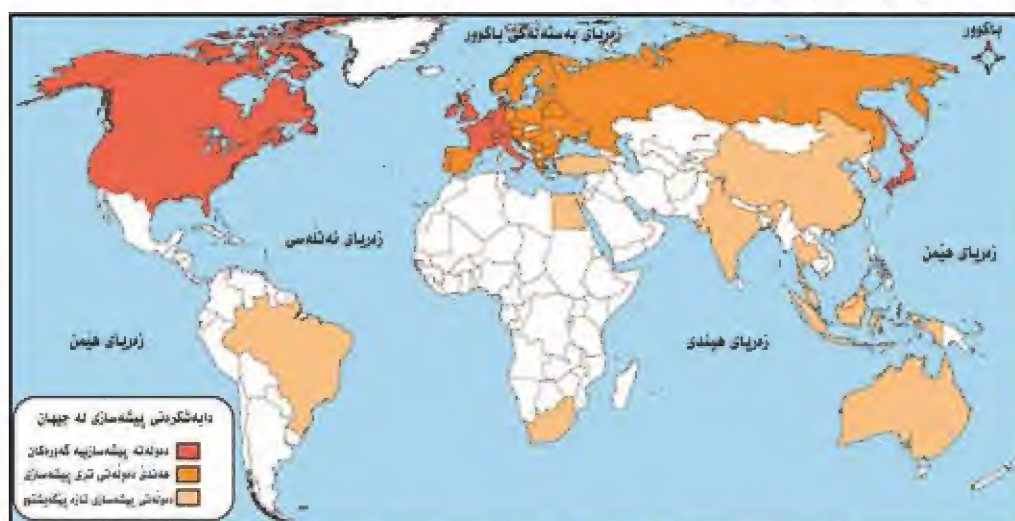 زەریای بەستەڵەکی باکوور
باکوور
زەریای ئەتڵەسی
زەریای هێمن
زەریای هێمن
زەریای هیندی
دابەشکردنی پیشەسازی لە جیهان
دەوڵەتە پیشەسازییە گەورەکان
هەندێ دەوڵەتی تری پیشەسازی
دەوڵەتی پیشەسازی تازە پێگەیشتوو